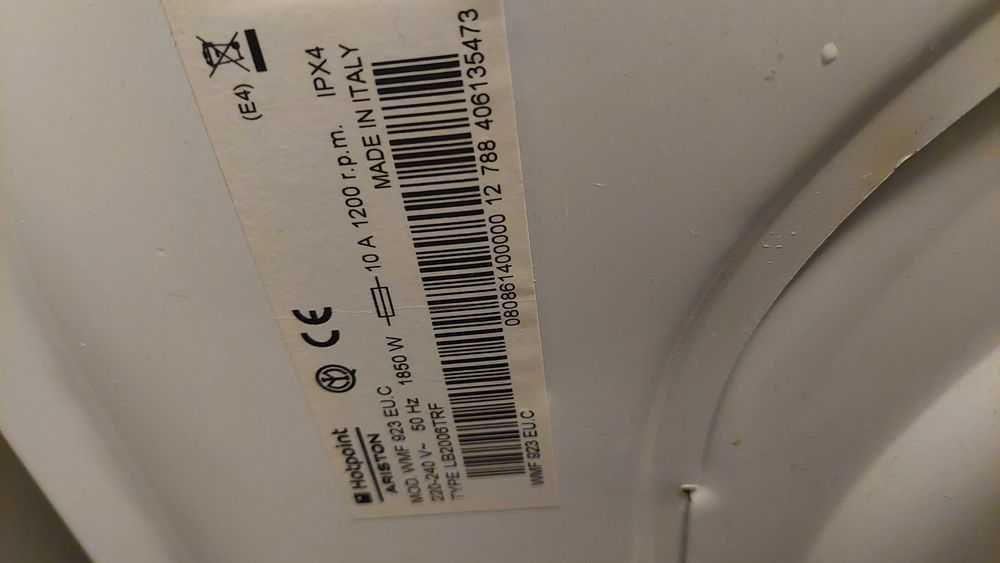 Hotpoint
ARISTON
(E4)
IPX4
MOD. WMF 923 EU.C
220-240 V~ 50 Hz 1850 W 10 A 1200 r.p.m.
TYPE LB2006TRF MADE IN ITALY
080861400000 12 788 406135473
WMF 923 EU.C